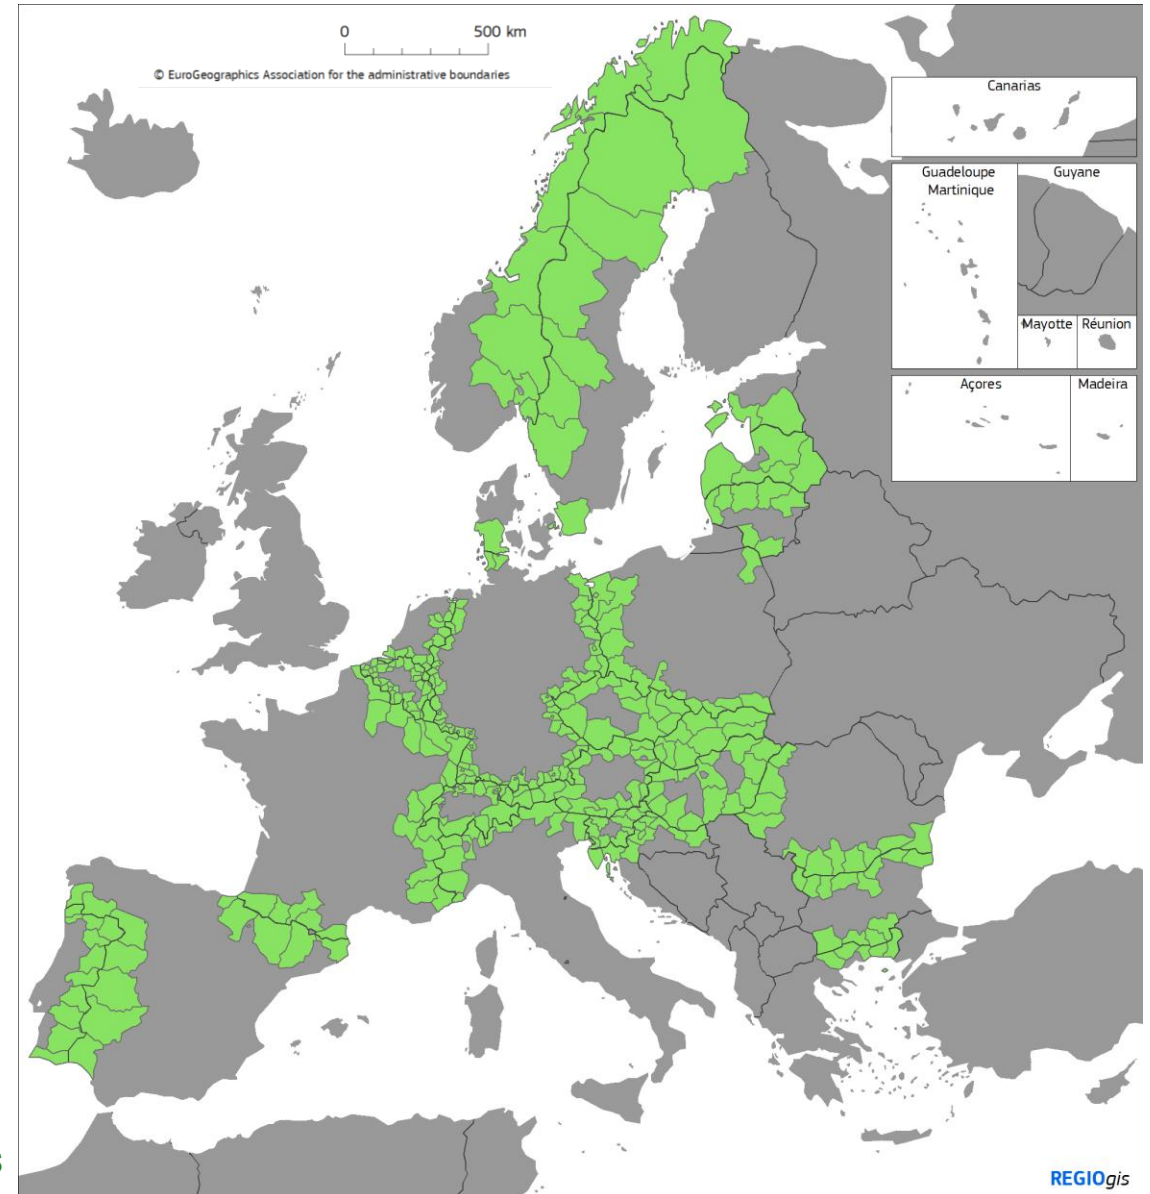 0 500 km
© EuroGeographics Association for the administrative boundaries
Canarias
Guadeloupe
Martinique
Guyane
Mayotte
Réunion
Açores
Madeira
REGIOgis
s